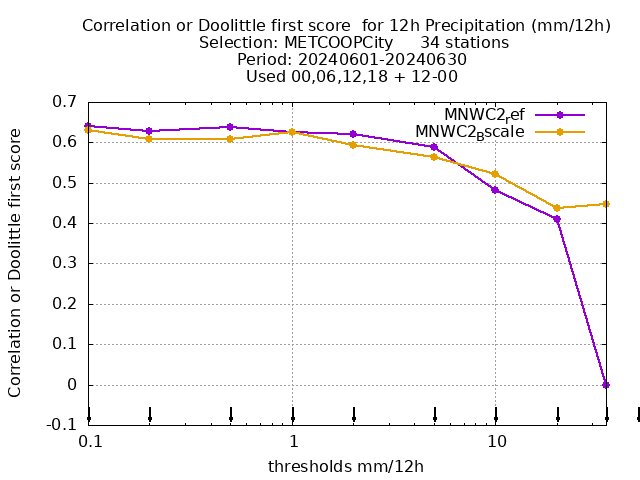 Correlation or Doolittle first score  for 12h Precipitation (mm/12h)
Selection: METCOOPCity     34 stations
Period: 20240601-20240630
Used 00,06,12,18 + 12-00
MNWC2ref
MNWC2Bscale
0.7
0.6
0.5
0.4
0.3
0.2
0.1
0
-0.1
0.1
1
10
Correlation or Doolittle first score
thresholds mm/12h